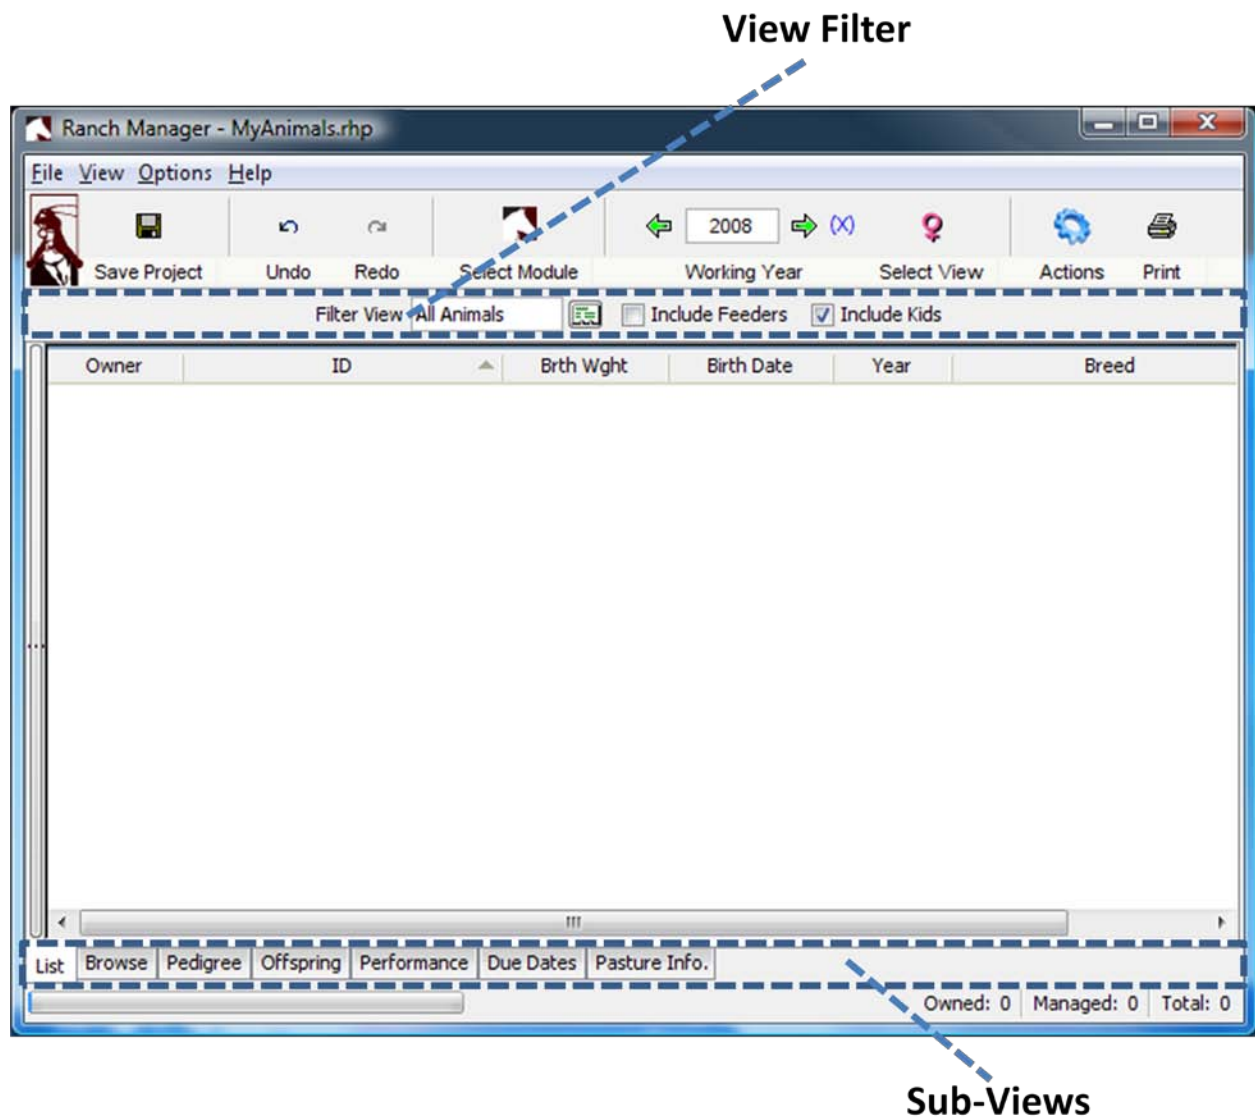 View Filter
Ranch Manager - MyAnimals.rhp
File View Options Help
2008 (X)
Save Project Undo Redo Select Module Working Year Select View Actions Print
Filter View All Animals Include Feeders Include Kids
Owner ID Brth Wght Birth Date Year Breed
List Browse Pedigree Offspring Performance Due Dates Pasture Info.
Owned: 0 Managed: 0 Total: 0
Sub-Views